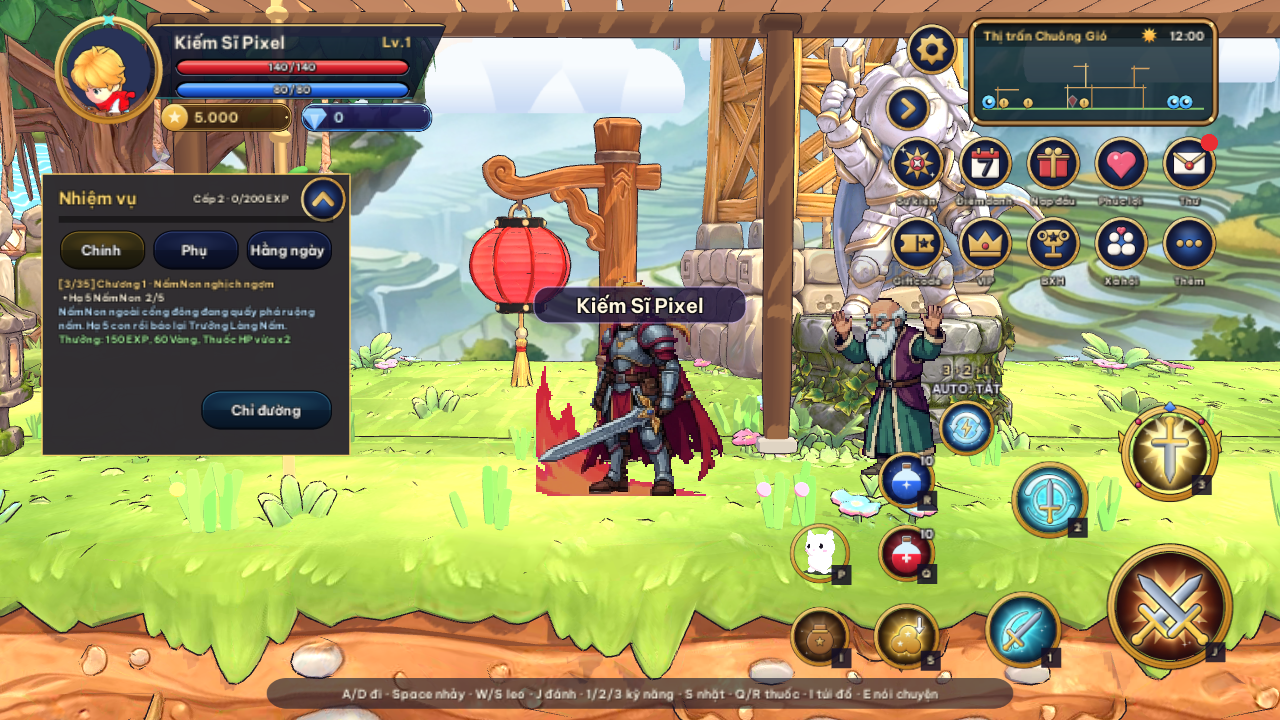 Kiếm Sĩ Pixel
Lv.1
140/140
80/80
5.000
0
Thị trấn Chuông Gió
12:00
Nhiệm vụ
Cấp 2 · 0/200 EXP
Chính
Phụ
Hằng ngày
[3/35] Chương 1 · Nấm Non nghịch ngợm
• Hạ 5 Nấm Non 2/5
Nấm Non ngoài cổng đông đang quấy phá ruộng
nấm. Hạ 5 con rồi báo lại Trưởng Làng Nấm.
Thưởng: 150 EXP, 60 Vàng, Thuốc HP vừa x2
Chỉ đường
Kiếm Sĩ Pixel
7
Sự kiện
Điểm danh
Nạp đầu
Phúc lợi
Thư
Giftcode
VIP
BXH
Xã hội
Thêm
AUTO: TẮT
10
R
10
Q
P
I
S
1
2
3
J
A/D đi · Space nhảy · W/S leo · J đánh · 1/2/3 kỹ năng · S nhặt · Q/R thuốc · I túi đồ · E nói chuyện